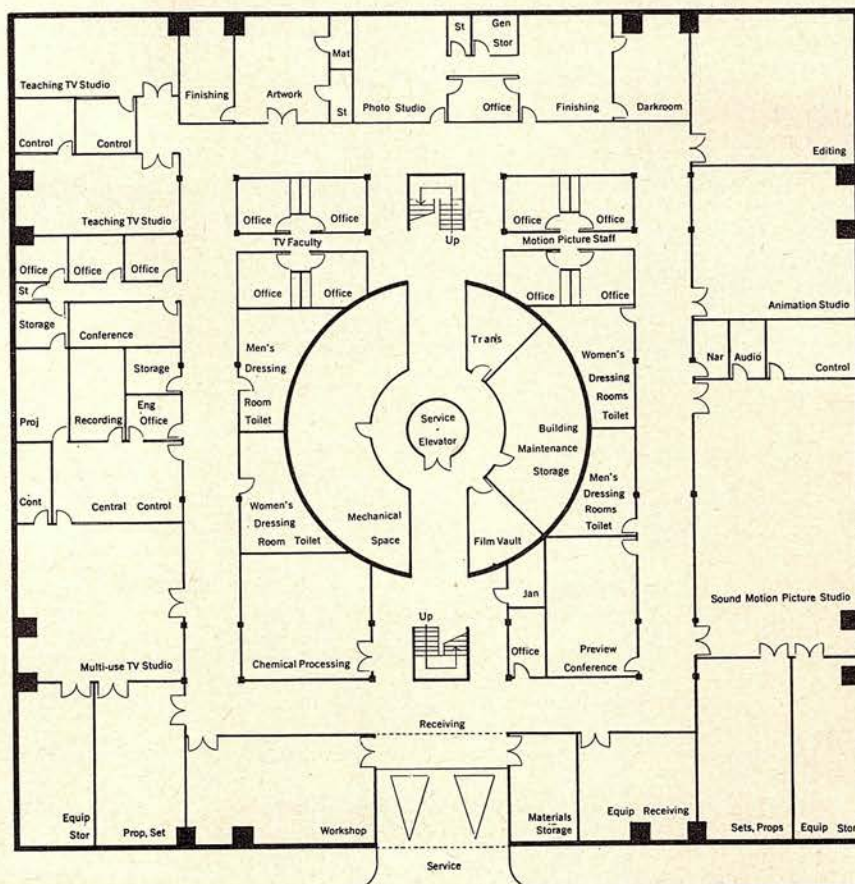 St
Gen
Stor
Mat
Teaching TV Studio
Finishing
Artwork
St
Photo Studio
Office
Finishing
Darkroom
Control
Control
Editing
Teaching TV Studio
Office
Office
Up
Office
Office
TV Faculty
Motion Picture Staff
Office
Office
Office
St
Office
Office
Office
Office
Animation Studio
Storage
Conference
Men's
Dressing
Room
Toilet
Trans
Women's
Dressing
Rooms
Toilet
Nar
Audio
Control
Storage
Eng
Office
Proj
Recording
Service
Elevator
Building
Maintenance
Storage
Cont
Central Control
Women's
Dressing
Room Toilet
Mechanical
Space
Film Vault
Men's
Dressing
Rooms
Toilet
Jan
Sound Motion Picture Studio
Up
Multi-use TV Studio
Chemical Processing
Office
Preview
Conference
Receiving
Equip
Stor
Prop, Set
Workshop
Materials
Storage
Equip Receiving
Sets, Props
Equip Stor
Service